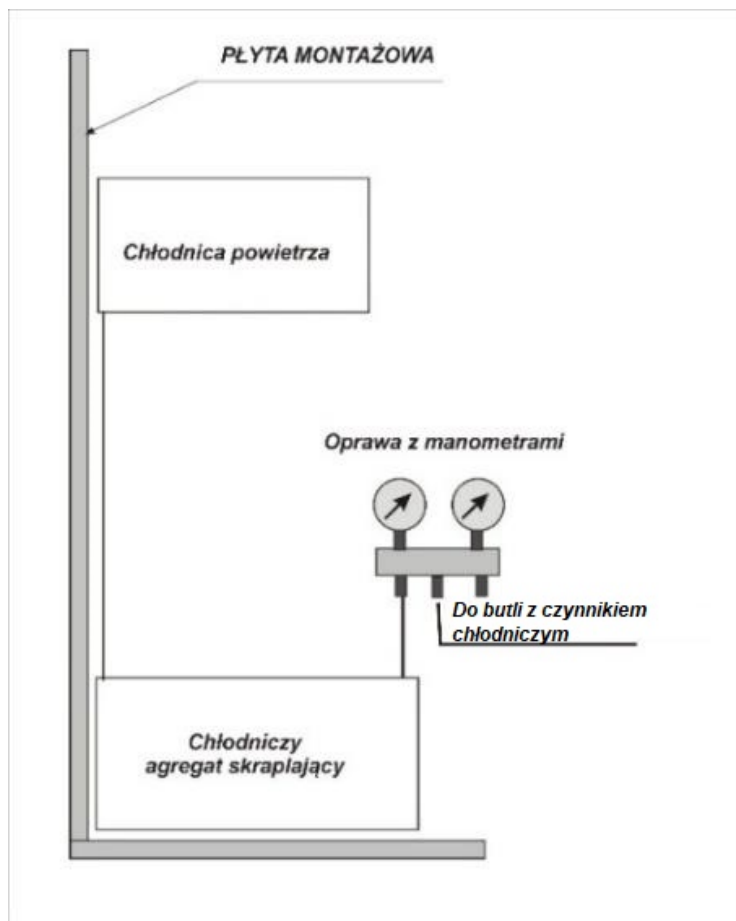 PŁYTA MONTAŻOWA
Chłodnica powietrza
Oprawa z manometrami
Do butli z czynnikiem
chłodniczym
Chłodniczy
agregat skraplający